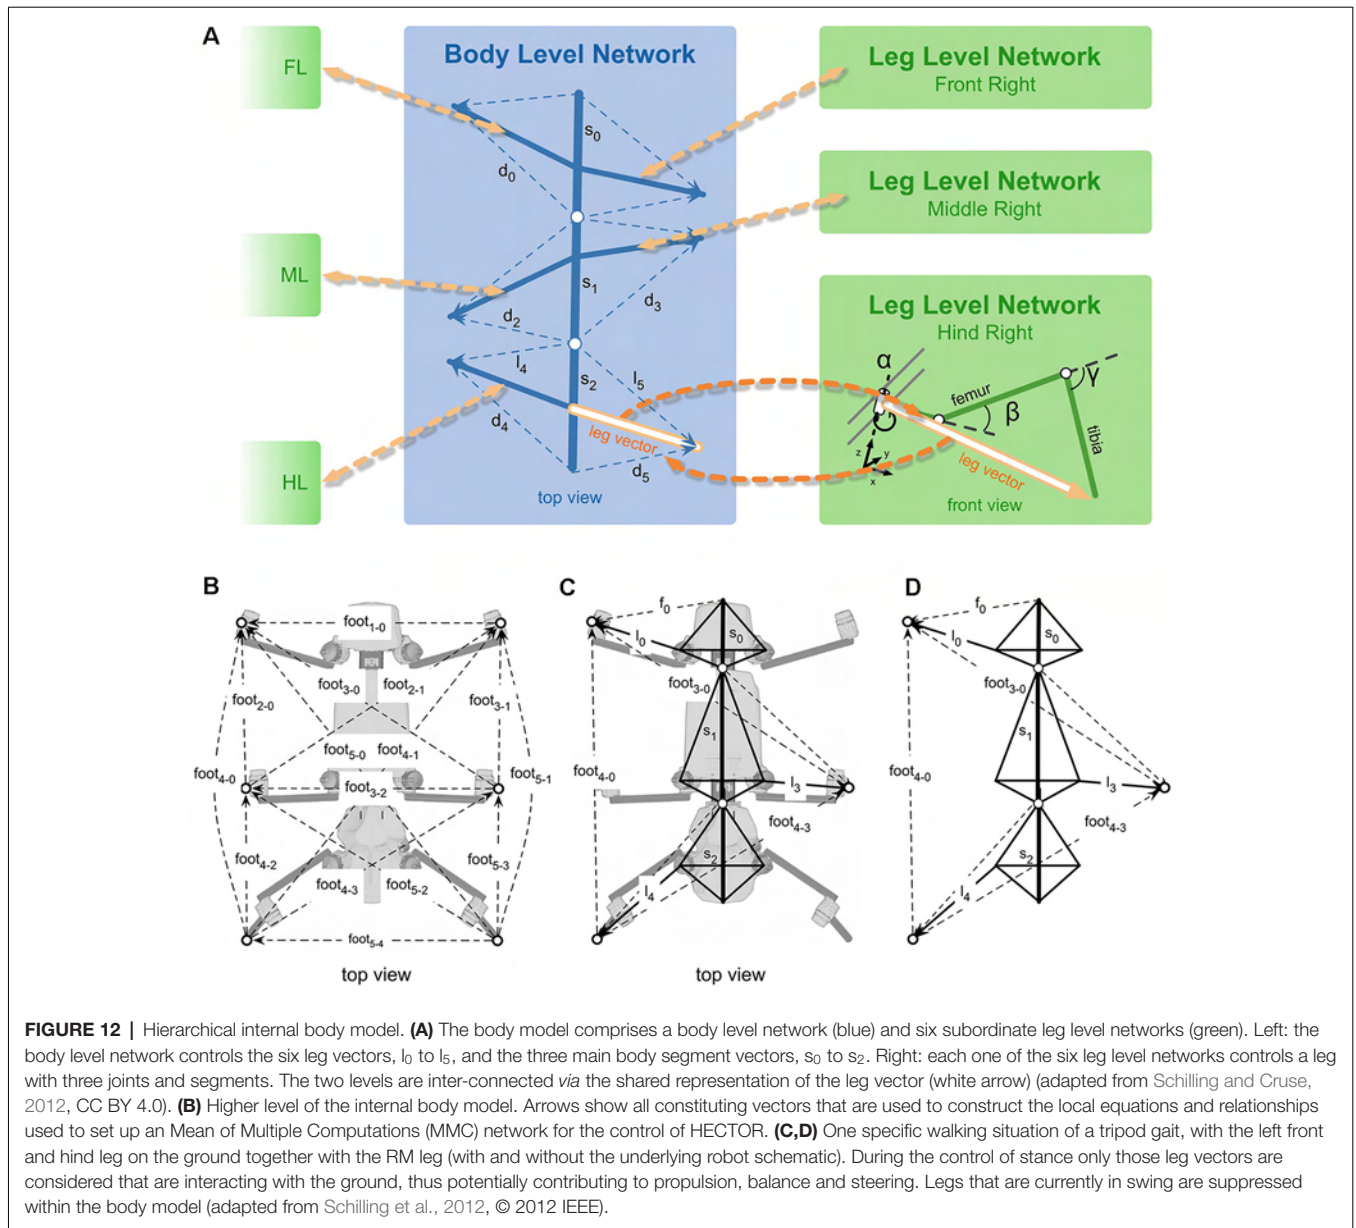 A
FL
ML
HL
Body Level Network
s0
d0
s1
d2
d3
l4
s2
l5
d4
leg vector
d5
top view
Leg Level Network
Front Right
Leg Level Network
Middle Right
Leg Level Network
Hind Right
α
femur
γ
β
tibia
z
y
x
leg vector
front view
B
foot1-0
foot3-0
foot2-1
foot2-0
foot3-1
foot5-0
foot4-1
foot4-0
foot5-1
foot3-2
foot4-2
foot5-3
foot4-3
foot5-2
foot5-4
top view
C
f0
l0
s0
foot3-0
s1
foot4-0
l3
foot4-3
s2
l4
top view
D
f0
l0
s0
foot3-0
s1
foot4-0
l3
foot4-3
s2
l4
FIGURE 12 | Hierarchical internal body model. (A) The body model comprises a body level network (blue) and six subordinate leg level networks (green). Left: the
body level network controls the six leg vectors, l0 to l5, and the three main body segment vectors, s0 to s2. Right: each one of the six leg level networks controls a leg
with three joints and segments. The two levels are inter-connected via the shared representation of the leg vector (white arrow) (adapted from Schilling and Cruse,
2012, CC BY 4.0). (B) Higher level of the internal body model. Arrows show all constituting vectors that are used to construct the local equations and relationships
used to set up an Mean of Multiple Computations (MMC) network for the control of HECTOR. (C,D) One specific walking situation of a tripod gait, with the left front
and hind leg on the ground together with the RM leg (with and without the underlying robot schematic). During the control of stance only those leg vectors are
considered that are interacting with the ground, thus potentially contributing to propulsion, balance and steering. Legs that are currently in swing are suppressed
within the body model (adapted from Schilling et al., 2012, © 2012 IEEE).